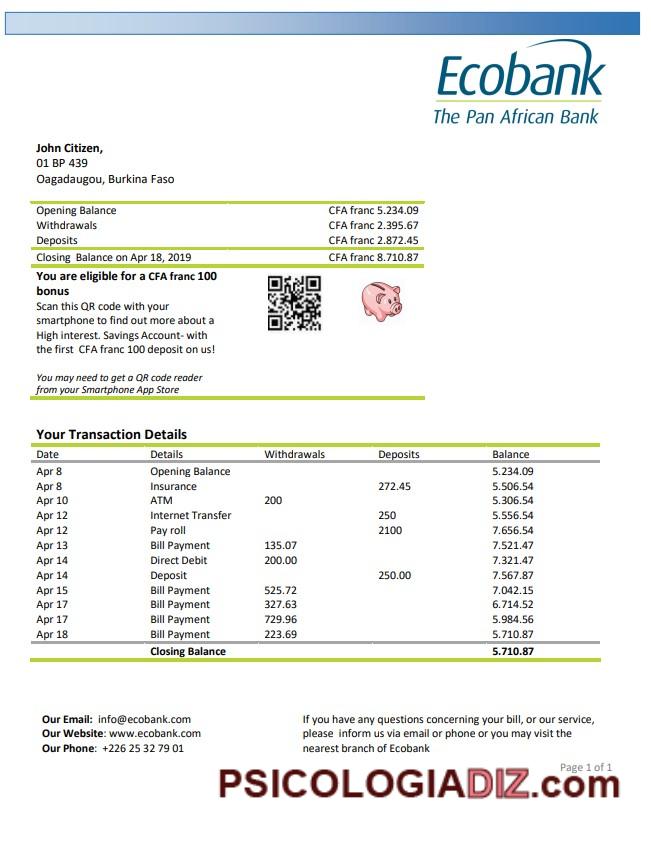 Ecobank
The Pan African Bank
John Citizen,
01 BP 439
Oagadaugou, Burkina Faso
Opening Balance CFA franc 5.234.09
Withdrawals CFA franc 2.395.67
Deposits CFA franc 2.872.45
Closing Balance on Apr 18, 2019 CFA franc 8.710.87
You are eligible for a CFA franc 100
bonus
Scan this QR code with your
smartphone to find out more about a
High interest. Savings Account- with
the first CFA franc 100 deposit on us!
You may need to get a QR code reader
from your Smartphone App Store
Your Transaction Details
Date Details Withdrawals Deposits Balance
Apr 8 Opening Balance 5.234.09
Apr 8 Insurance 272.45 5.506.54
Apr 10 ATM 200 5.306.54
Apr 12 Internet Transfer 250 5.556.54
Apr 12 Pay roll 2100 7.656.54
Apr 13 Bill Payment 135.07 7.521.47
Apr 14 Direct Debit 200.00 7.321.47
Apr 14 Deposit 250.00 7.567.87
Apr 15 Bill Payment 525.72 7.042.15
Apr 17 Bill Payment 327.63 6.714.52
Apr 17 Bill Payment 729.96 5.984.56
Apr 18 Bill Payment 223.69 5.710.87
Closing Balance 5.710.87
Our Email: info@ecobank.com
Our Website: www.ecobank.com
Our Phone: +226 25 32 79 01
If you have any questions concerning your bill, or our service,
please inform us via email or phone or you may visit the
nearest branch of Ecobank
Page 1 of 1
PSICOLOGIADIZ.com